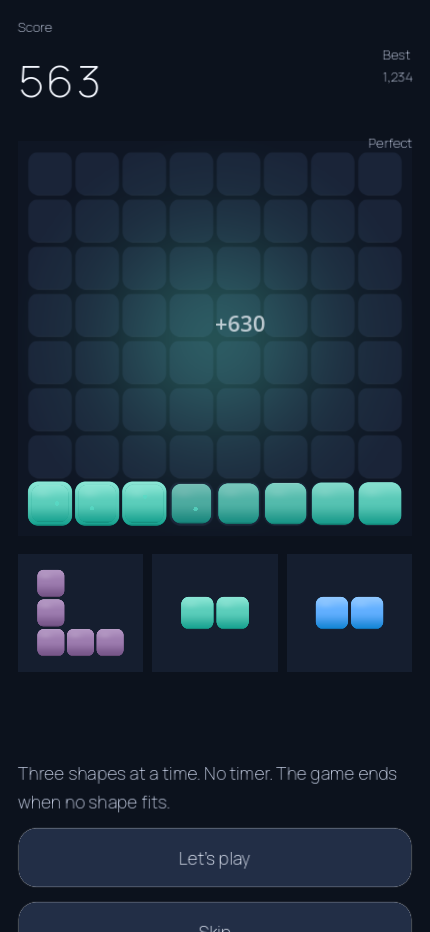 Score
563
Best
1,234
Perfect
+630
Three shapes at a time. No timer. The game ends
when no shape fits.
Let's play
Skip